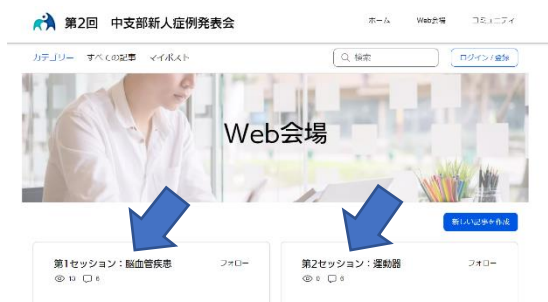 第2回 中支部新人症例発表会
ホーム Web会場 コミュニティ
カテゴリー すべての記事 マイポスト 検索 ログイン / 登録
Web会場
新しい記事を作成
第1セッション：脳血管疾患 フォロー
第2セッション：運動器 フォロー
6
6